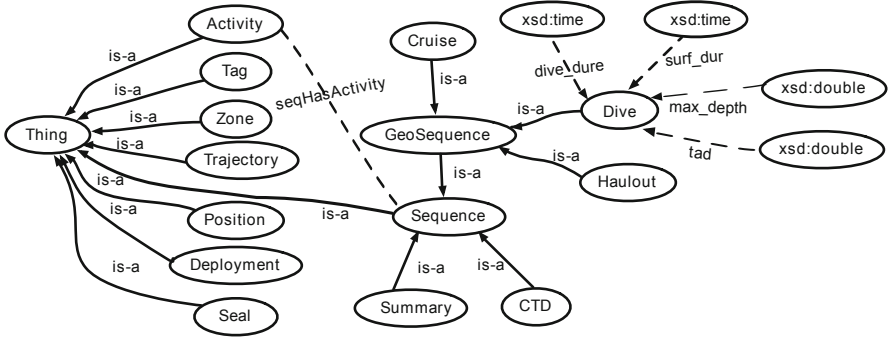 Activity
xsd:time
xsd:time
Cruise
is-a
Tag
is-a
dive_dure
surf_dur
is-a
seqHasActivity
is-a
xsd:double
Zone
is-a
is-a
Dive
max_depth
Thing
GeoSequence
is-a
Trajectory
tad
xsd:double
is-a
is-a
is-a
Haulout
Position
is-a
is-a
Sequence
Deployment
is-a
is-a
is-a
Seal
Summary
CTD